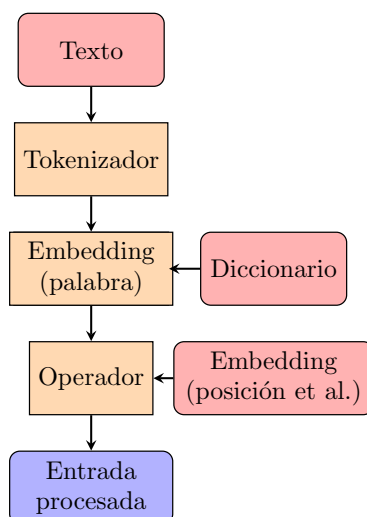 Texto
Tokenizador
Embedding
(palabra)
Diccionario
Operador
Embedding
(posición et al.)
Entrada
procesada